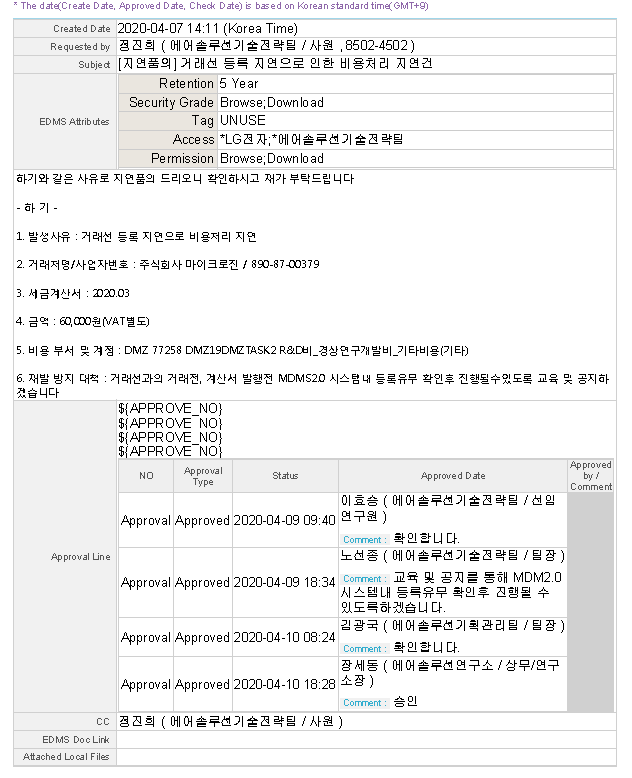 * The date(Create Date, Approved Date, Check Date) is based on Korean standard time(GMT+9)
Created Date 2020-04-07 14:11 (Korea Time)
Requested by 정진희 ( 에어솔루션기술전략팀 / 사원 , 8502-4502 )
Subject [지연품의] 거래선 등록 지연으로 인한 비용처리 지연건
EDMS Attributes
Retention 5 Year
Security Grade Browse;Download
Tag UNUSE
Access *LG전자;*에어솔루션기술전략팀
Permission Browse;Download
하기와 같은 사유로 지연품의 드리오니 확인하시고 재가 부탁드립니다
- 하 기 -
1. 발생사유 : 거래선 등록 지연으로 비용처리 지연
2. 거래처명/사업자번호 : 주식회사 마이크로진 / 890-87-00379
3. 세금계산서 : 2020.03
4. 금액 : 60,000원(VAT별도)
5. 비용 부서 및 계정 : DMZ 77258 DMZ19DMZTASK2 R&D비_경상연구개발비_기타비용(기타)
6. 재발 방지 대책 : 거래선과의 거래전, 계산서 발행전 MDMS2.0 시스템내 등록유무 확인후 진행될수있도록 교육 및 공지하
겠습니다
Approval Line
${APPROVE_NO}
${APPROVE_NO}
${APPROVE_NO}
${APPROVE_NO}
NO Approval Type Status Approved Date Approved by / Comment
Approval Approved 2020-04-09 09:40 이효승 ( 에어솔루션기술전략팀 / 선임
연구원 )
Comment : 확인합니다.
Approval Approved 2020-04-09 18:34 노선종 ( 에어솔루션기술전략팀 / 팀장 )
Comment : 교육 및 공지를 통해 MDM2.0
시스템내 등록유무 확인후 진행될 수
있도록하겠습니다.
Approval Approved 2020-04-10 08:24 김광국 ( 에어솔루션기획관리팀 / 팀장 )
Comment : 확인합니다.
Approval Approved 2020-04-10 18:28 장세동 ( 에어솔루션연구소 / 상무/연구
소장 )
Comment : 승인
CC 정진희 ( 에어솔루션기술전략팀 / 사원 )
EDMS Doc Link
Attached Local Files